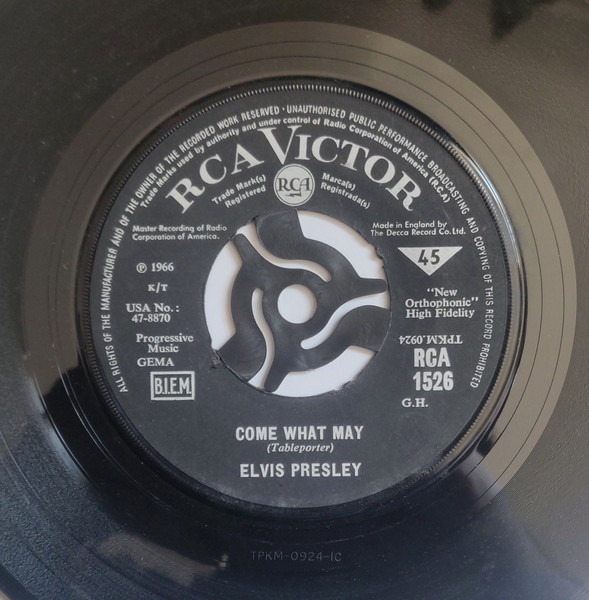 ALL RIGHTS OF THE MANUFACTURER AND OF THE OWNER OF THE RECORDED WORK RESERVED · UNAUTHORISED PUBLIC PERFORMANCE BROADCASTING AND COPYING OF THIS RECORD PROHIBITED
Trade Marks used by authority and under control of Radio Corporation of America (R.C.A)
RCA VICTOR
Trade Mark(s)
Registered
RCA
Marca(s)
Registrada(s)
Master Recording of Radio
Corporation of America.
Made in England by
The Decca Record Co. Ltd.
45
℗ 1966
K/T
USA No.:
47-8870
Progressive
Music
GEMA
B.I.E.M.
"New
Orthophonic"
High Fidelity
TPKM.0924
RCA
1526
G.H.
COME WHAT MAY
(Tableporter)
ELVIS PRESLEY
TPKM-0924-1C